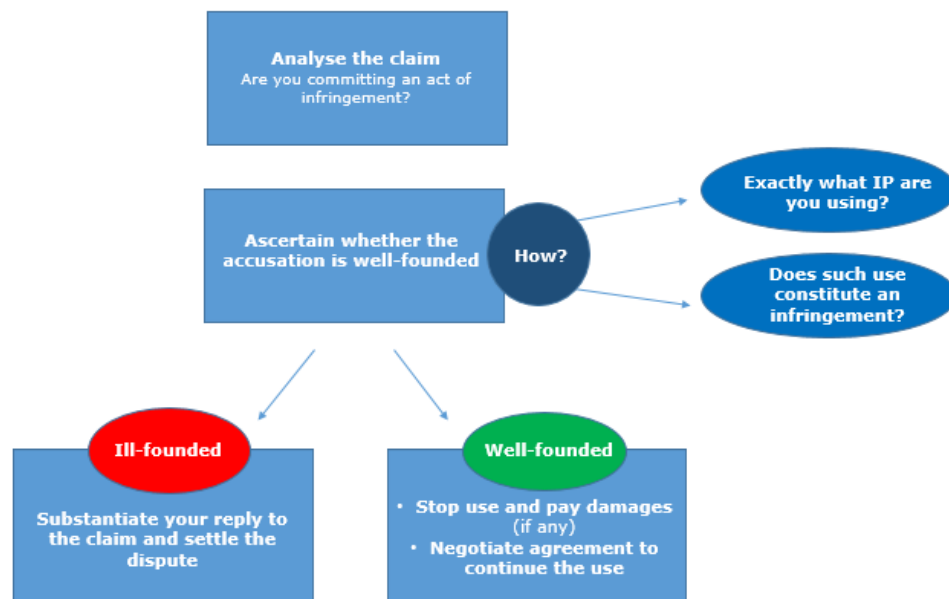 Analyse the claim
Are you committing an act of
infringement?
Exactly what IP are
you using?
Ascertain whether the
accusation is well-founded
How?
Does such use
constitute an
infringement?
Ill-founded
Substantiate your reply to
the claim and settle the
dispute
Well-founded
• Stop use and pay damages
(if any)
• Negotiate agreement to
continue the use